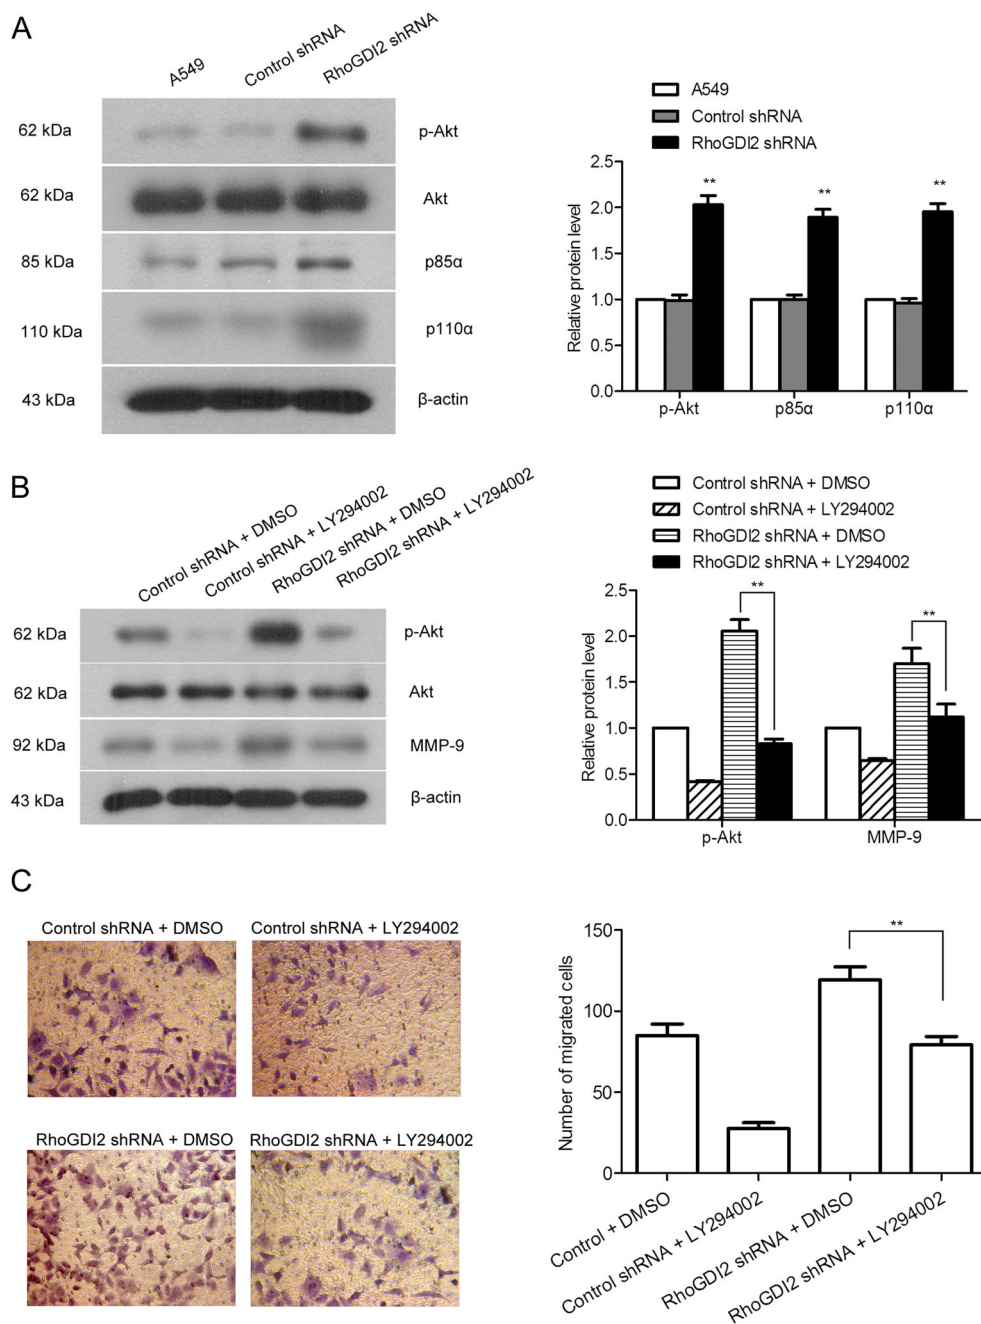 A
A549
Control shRNA
RhoGDI2 shRNA
62 kDa
p-Akt
62 kDa
Akt
85 kDa
p85α
110 kDa
p110α
43 kDa
β-actin
A549
Control shRNA
RhoGDI2 shRNA
Relative protein level
2.5
2.0
1.5
1.0
0.5
0.0
**
**
**
p-Akt
p85α
p110α
B
Control shRNA + DMSO
Control shRNA + LY294002
RhoGDI2 shRNA + DMSO
RhoGDI2 shRNA + LY294002
62 kDa
p-Akt
62 kDa
Akt
92 kDa
MMP-9
43 kDa
β-actin
Control shRNA + DMSO
Control shRNA + LY294002
RhoGDI2 shRNA + DMSO
RhoGDI2 shRNA + LY294002
Relative protein level
2.5
2.0
1.5
1.0
0.5
0.0
**
**
p-Akt
MMP-9
C
Control shRNA + DMSO
Control shRNA + LY294002
RhoGDI2 shRNA + DMSO
RhoGDI2 shRNA + LY294002
Number of migrated cells
150
100
50
0
**
Control + DMSO
Control shRNA + LY294002
RhoGDI2 shRNA + DMSO
RhoGDI2 shRNA + LY294002